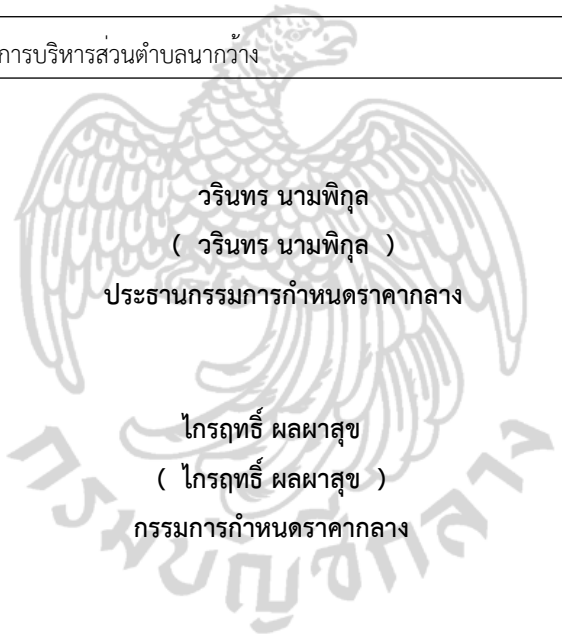 การบริหารส่วนตำบลนากว้าง
วรินทร นามพิกุล
( วรินทร นามพิกุล )
ประธานกรรมการกำหนดราคากลาง
ไกรฤทธิ์ ผลผาสุข
( ไกรฤทธิ์ ผลผาสุข )
กรรมการกำหนดราคากลาง
กรมบัญชีกลาง